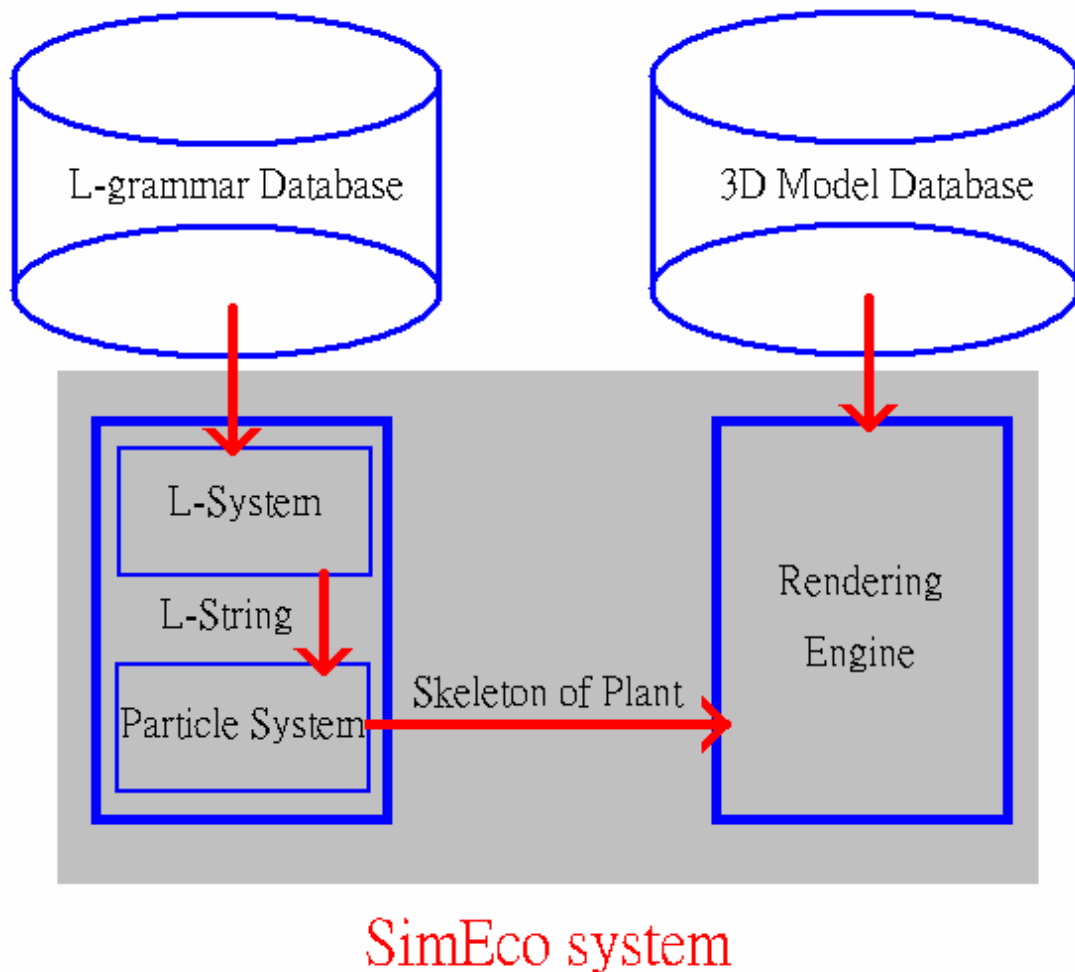 L-grammar Database
3D Model Database
L-System
L-String
Particle System
Skeleton of Plant
Rendering
Engine
SimEco system